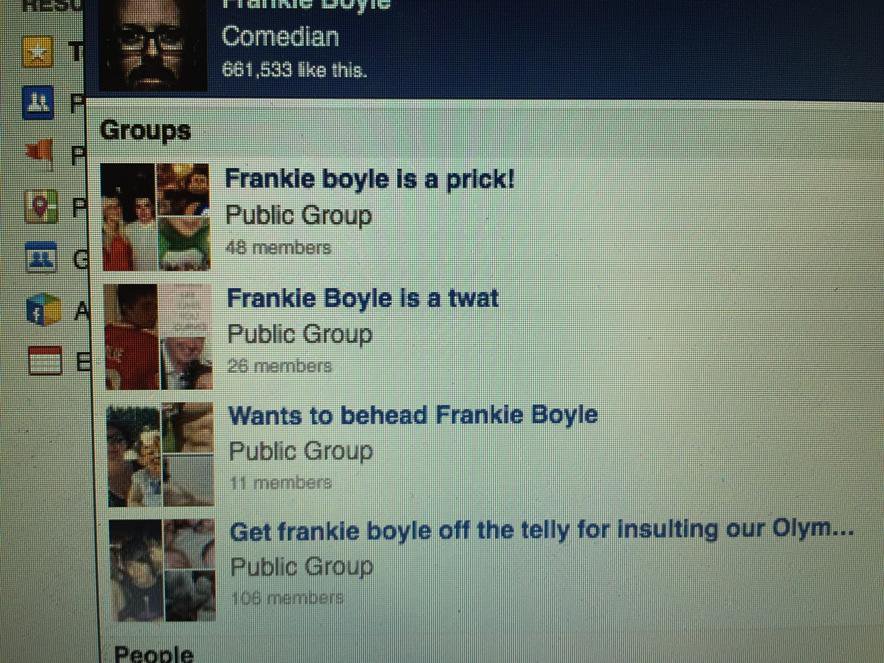 Frankie Boyle
Comedian
661,533 like this.
Groups
Frankie boyle is a prick!
Public Group
48 members
Frankie Boyle is a twat
Public Group
26 members
Wants to behead Frankie Boyle
Public Group
11 members
Get frankie boyle off the telly for insulting our Olym...
Public Group
106 members
People
RESU
T
P
P
P
G
A
E